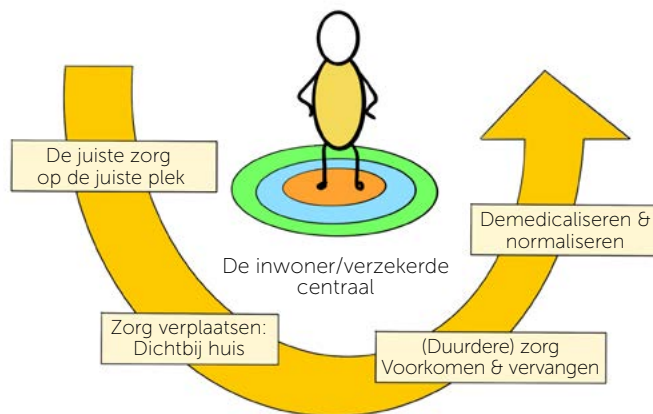 De juiste zorg
op de juiste plek
De inwoner/verzekerde
centraal
Demedicaliseren &
normaliseren
Zorg verplaatsen:
Dichtbij huis
(Duurdere) zorg
Voorkomen & vervangen